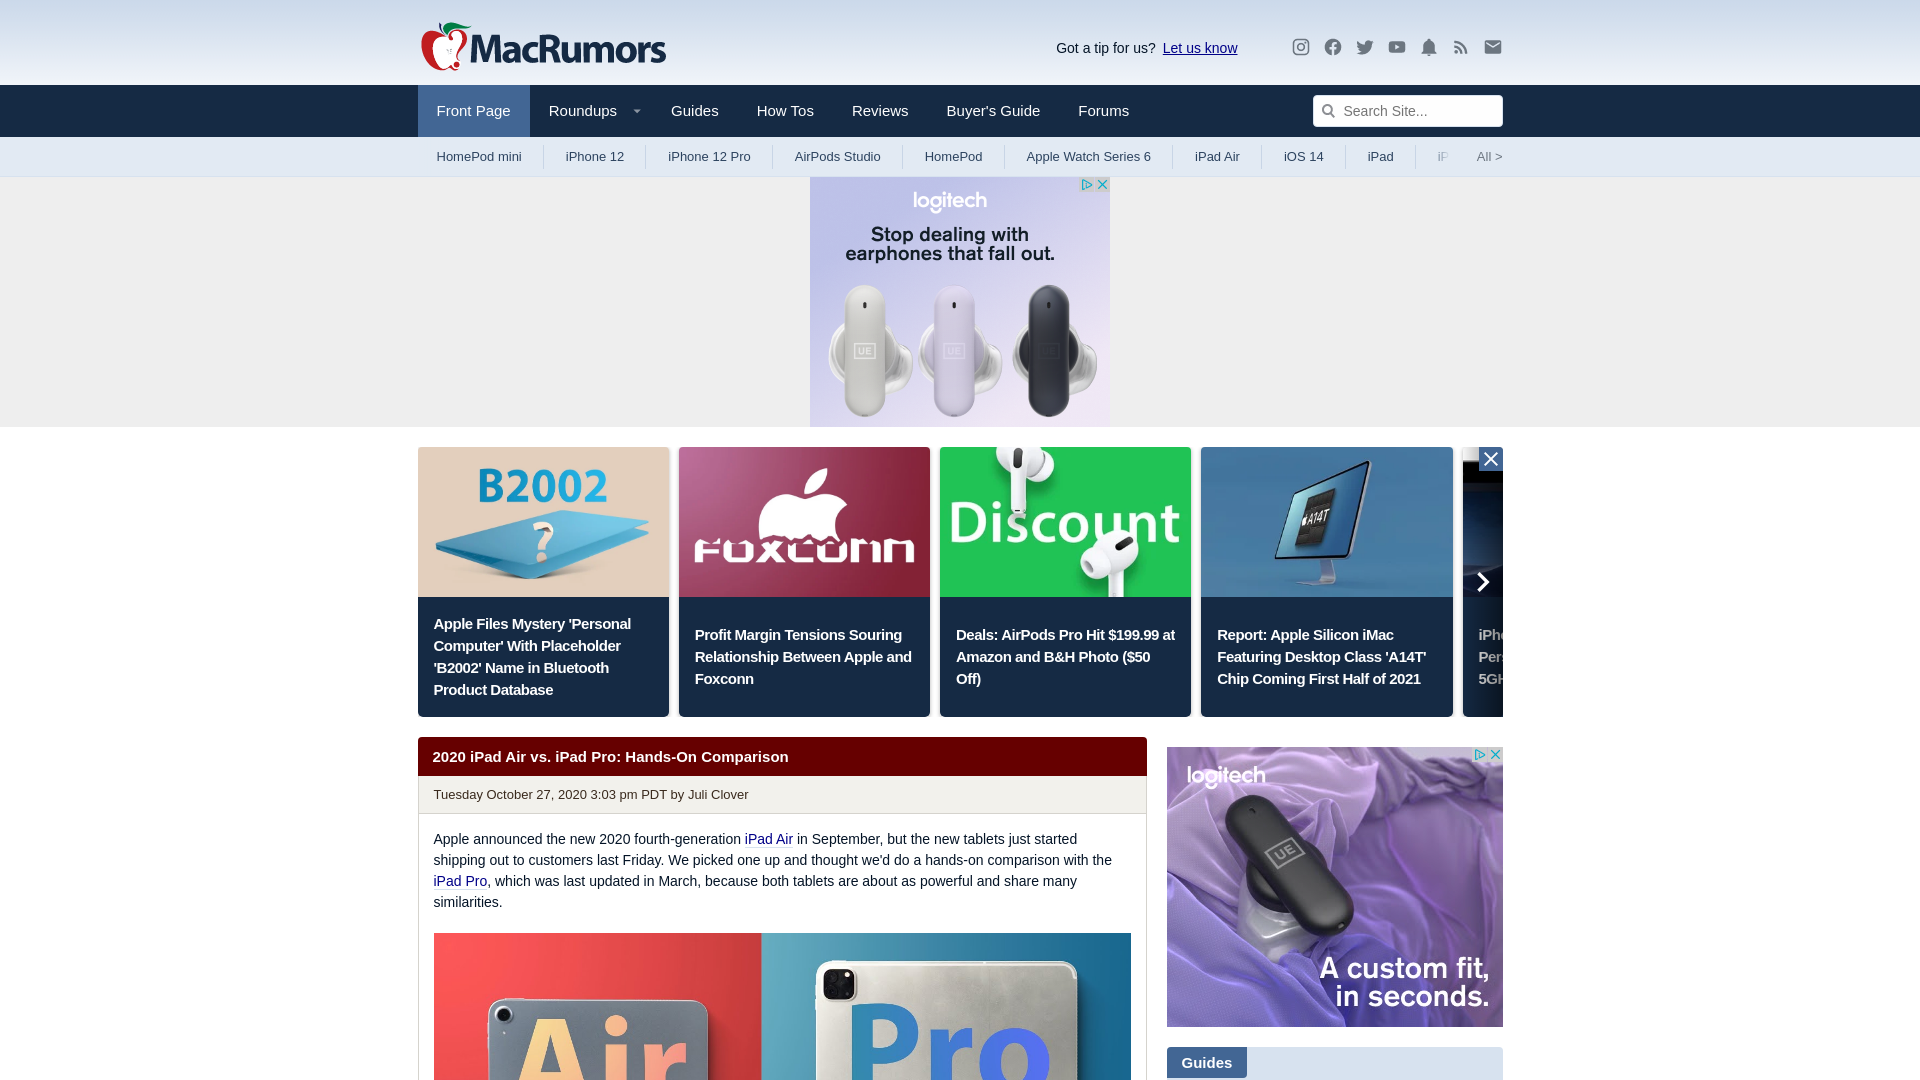 MacRumors
Got a tip for us? Let us know
Front Page
Roundups
Guides
How Tos
Reviews
Buyer's Guide
Forums
Search Site...
HomePod mini
iPhone 12
iPhone 12 Pro
AirPods Studio
HomePod
Apple Watch Series 6
iPad Air
iOS 14
iPad
iP
All >
logitech
Stop dealing with
earphones that fall out.
UE
UE
UE
B2002
?
FOXCONN
Discount
A14T
Apple Files Mystery 'Personal
Computer' With Placeholder
'B2002' Name in Bluetooth
Product Database
Profit Margin Tensions Souring
Relationship Between Apple and
Foxconn
Deals: AirPods Pro Hit $199.99 at
Amazon and B&H Photo ($50
Off)
Report: Apple Silicon iMac
Featuring Desktop Class 'A14T'
Chip Coming First Half of 2021
2020 iPad Air vs. iPad Pro: Hands-On Comparison
Tuesday October 27, 2020 3:03 pm PDT by Juli Clover
Apple announced the new 2020 fourth-generation iPad Air in September, but the new tablets just started
shipping out to customers last Friday. We picked one up and thought we'd do a hands-on comparison with the
iPad Pro, which was last updated in March, because both tablets are about as powerful and share many
similarities.
Air
Pro
logitech
UE
A custom fit,
in seconds.
Guides